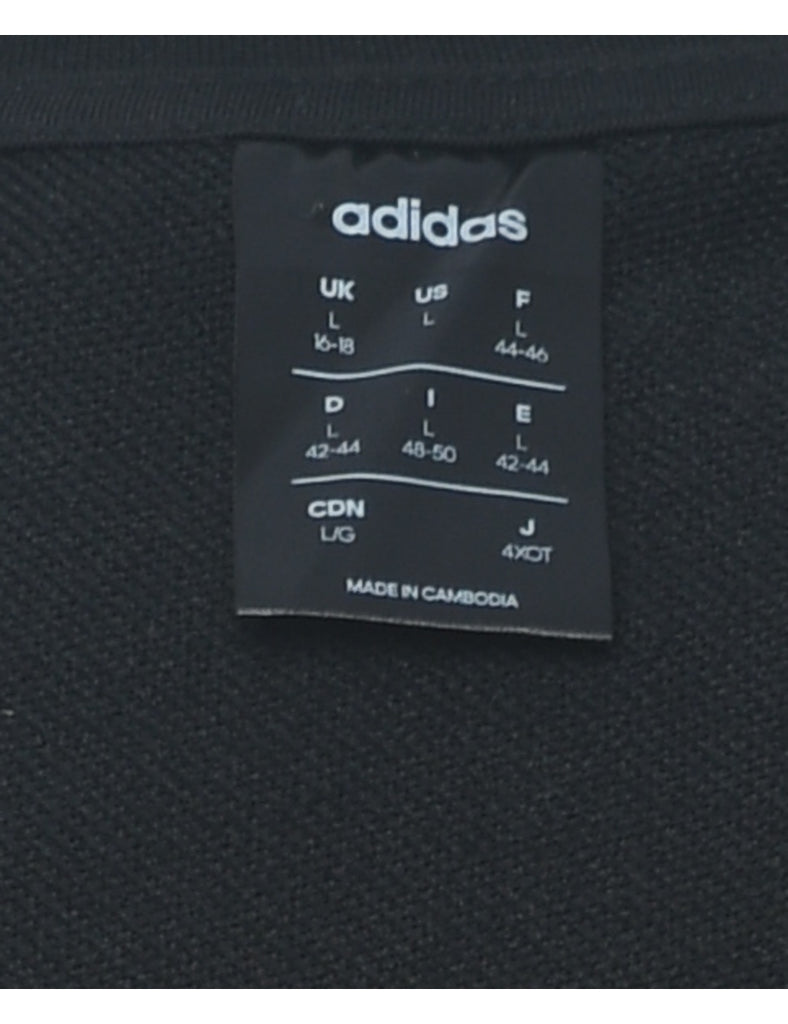 adidas
UK US F
L L L
16-18 44-46
D I E
L L L
42-44 48-50 42-44
CDN J
L/G 4XOT
MADE IN CAMBODIA